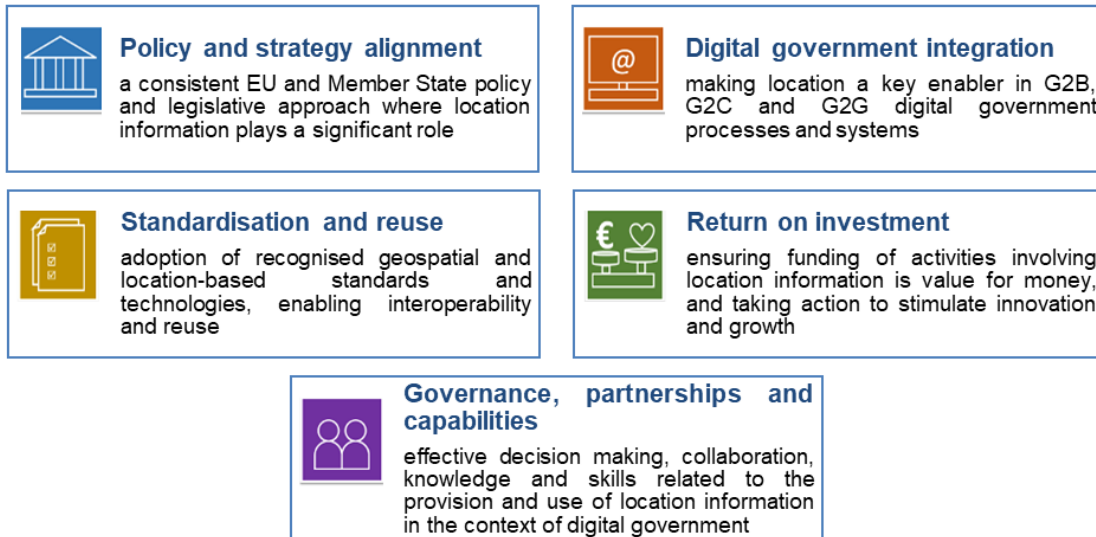 Policy and strategy alignment
a consistent EU and Member State policy
and legislative approach where location
information plays a significant role
@
Digital government integration
making location a key enabler in G2B,
G2C and G2G digital government
processes and systems
Standardisation and reuse
adoption of recognised geospatial and
location-based standards and
technologies, enabling interoperability
and reuse
€
Return on investment
ensuring funding of activities involving
location information is value for money,
and taking action to stimulate innovation
and growth
Governance, partnerships and
capabilities
effective decision making, collaboration,
knowledge and skills related to the
provision and use of location information
in the context of digital government